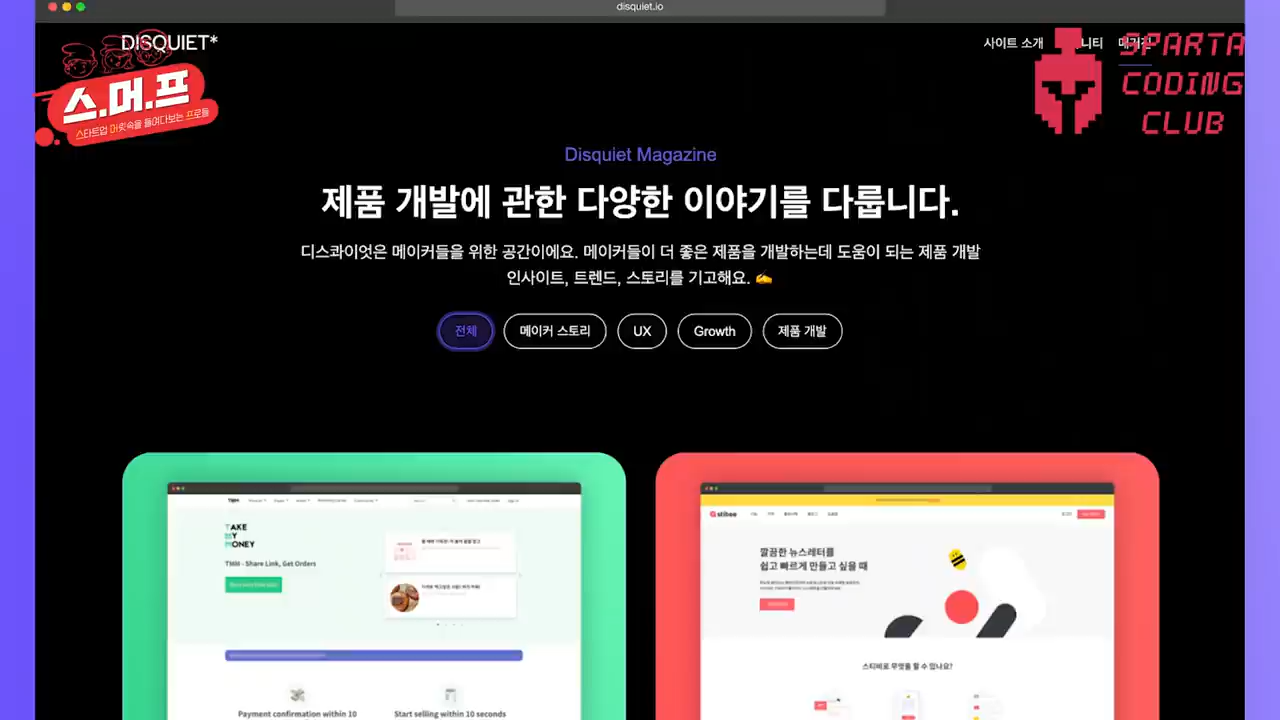 disquiet.io
DISQUIET*
사이트 소개
스.머.프
스타트업 머릿속을 들여다보는 프로들
SPARTA
CODING
CLUB
Disquiet Magazine
제품 개발에 관한 다양한 이야기를 다룹니다.
디스콰이엇은 메이커들을 위한 공간이에요. 메이커들이 더 좋은 제품을 개발하는데 도움이 되는 제품 개발
인사이트, 트렌드, 스토리를 기고해요. ✍️
전체
메이커 스토리
UX
Growth
제품 개발
TAKE
MY
MONEY
TMM - Share Link, Get Orders
Payment confirmation within 10
Start selling within 10 seconds
stibee
깔끔한 뉴스레터를
쉽고 빠르게 만들고 싶을 때
스티비로 무엇을 할 수 있나요?